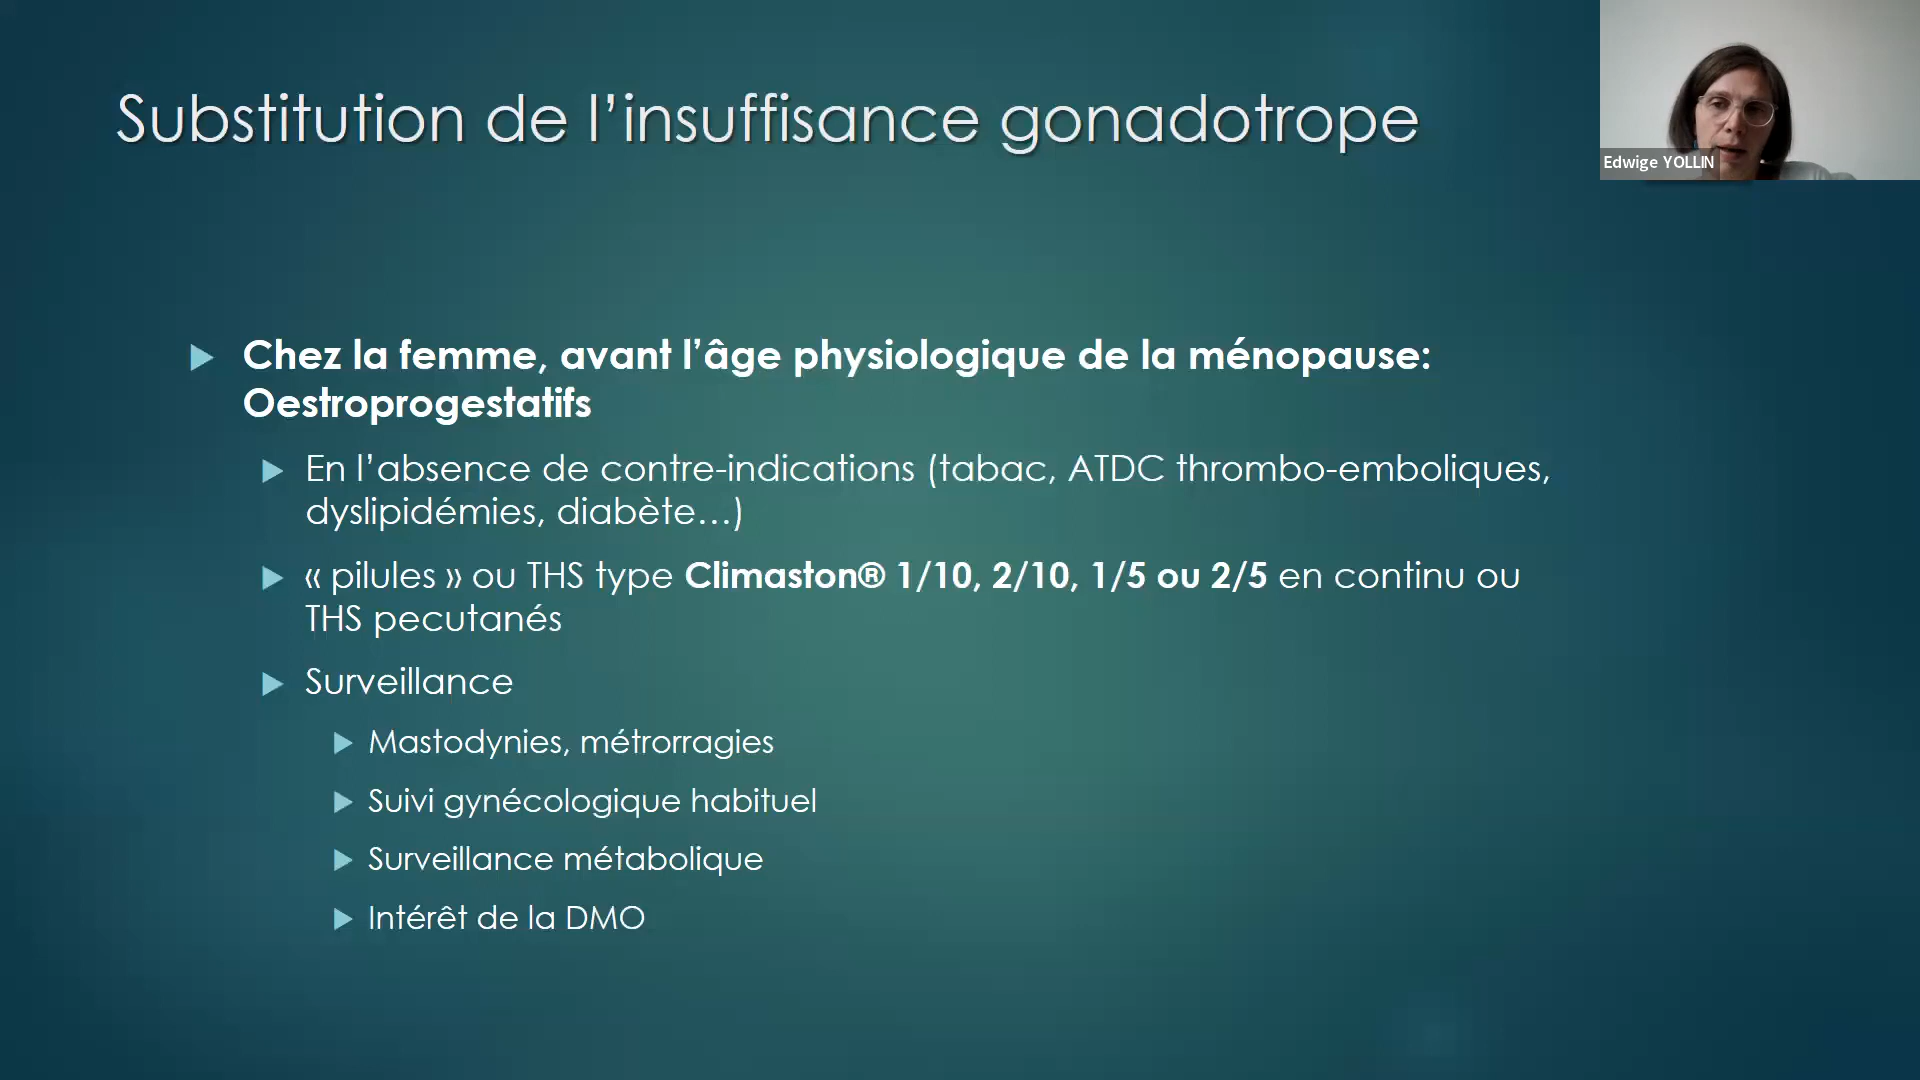 Substitution de l’insuffisance gonadotrope
Edwige YOLLIN
Chez la femme, avant l’âge physiologique de la ménopause:
Oestroprogestatifs
En l’absence de contre-indications (tabac, ATDC thrombo-emboliques,
dyslipidémies, diabète…)
« pilules » ou THS type Climaston® 1/10, 2/10, 1/5 ou 2/5 en continu ou
THS pecutanés
Surveillance
Mastodynies, métrorragies
Suivi gynécologique habituel
Surveillance métabolique
Intérêt de la DMO